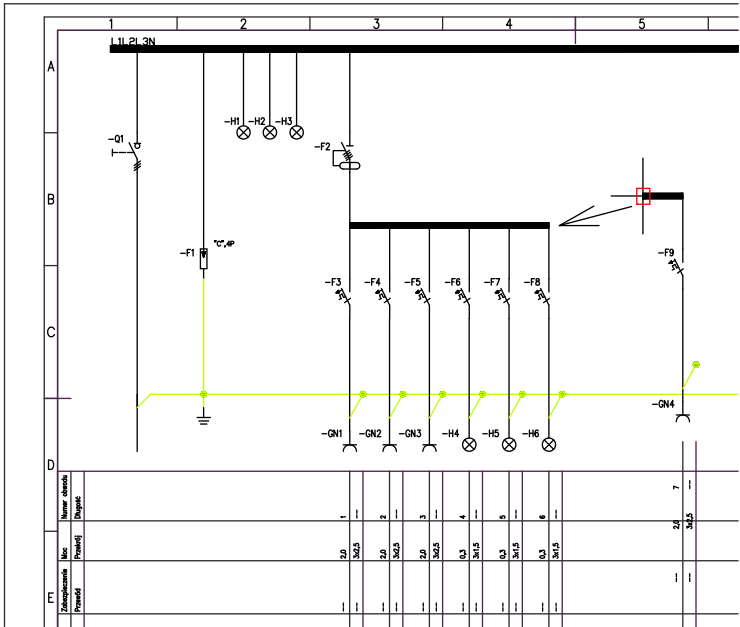 1 2 3 4 5
L1L2L3N
A
-H1 -H2 -H3
-Q1
-F2
B
-F1 "C",4P
-F9
-F3 -F4 -F5 -F6 -F7 -F8
C
-GN4
-GN1 -GN2 -GN3 -H4 -H5 -H6
D
Numer obwodu 1 2 3 4 5 6 7
Długość -- -- -- -- -- -- --
Moc 2,0 2,0 2,0 0,3 0,3 0,3 2,0
Przekrój 3x2,5 3x2,5 3x2,5 3x1,5 3x1,5 3x1,5 3x2,5
E
Zabezpieczenie -- -- -- -- -- -- --
Przewód -- -- -- -- -- -- --